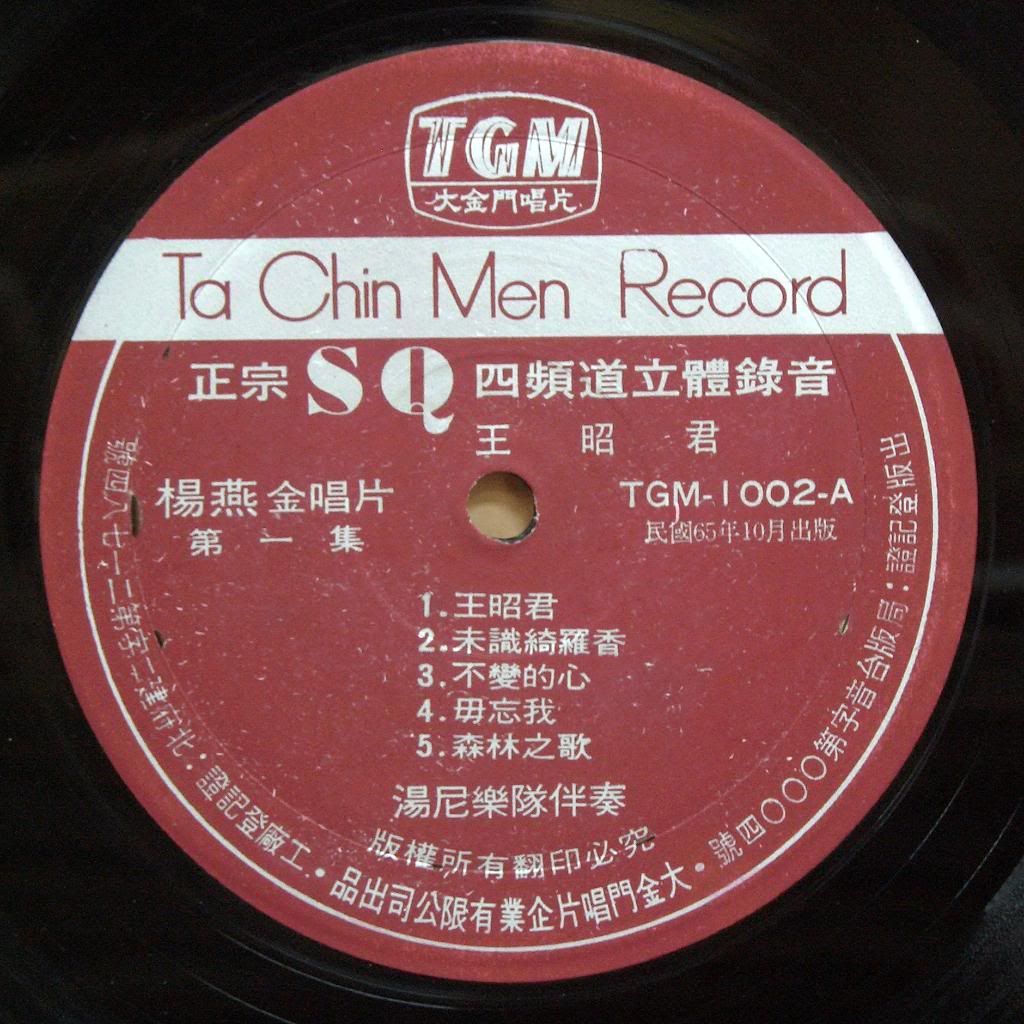 TGM
大金門唱片
Ta Chin Men Record
正宗 SQ 四頻道立體錄音
王昭君
楊燕金唱片
第一集
TGM-1002-A
民國65年10月出版
1.王昭君
2.未識綺羅香
3.不變的心
4.毋忘我
5.森林之歌
湯尼樂隊伴奏
版權所有翻印必究
出版登記證：局版台音字第○○○四號・大金門唱片企業有限公司出品・工廠登記證：北府建一二字第二一七八四號